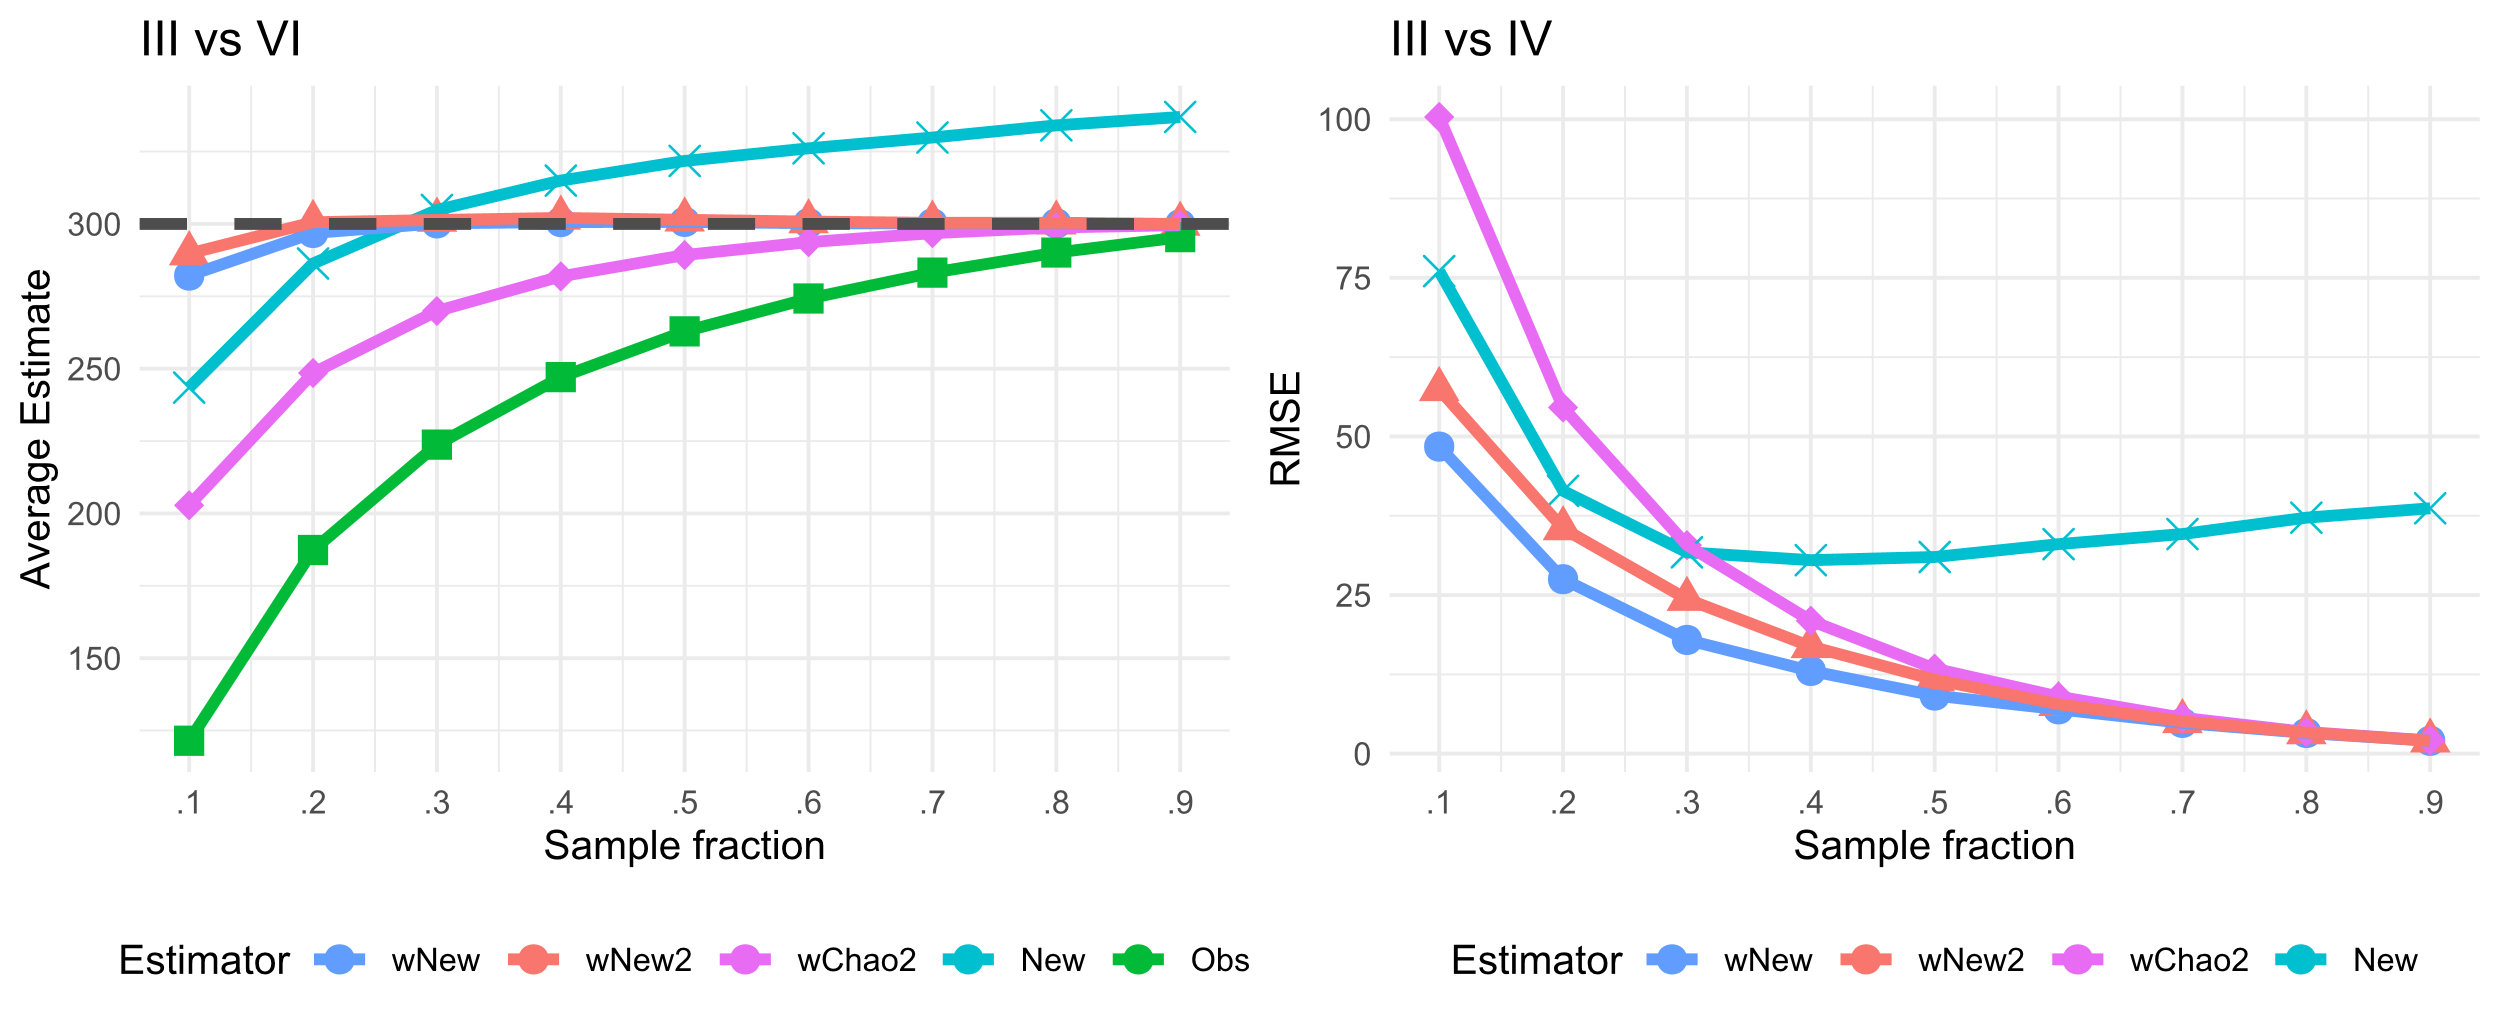 III vs VI
Average Estimate
300
250
200
150
.1 .2 .3 .4 .5 .6 .7 .8 .9
Sample fraction
Estimator wNew wNew2 wChao2 New Obs
III vs IV
RMSE
100
75
50
25
0
.1 .2 .3 .4 .5 .6 .7 .8 .9
Sample fraction
Estimator wNew wNew2 wChao2 New